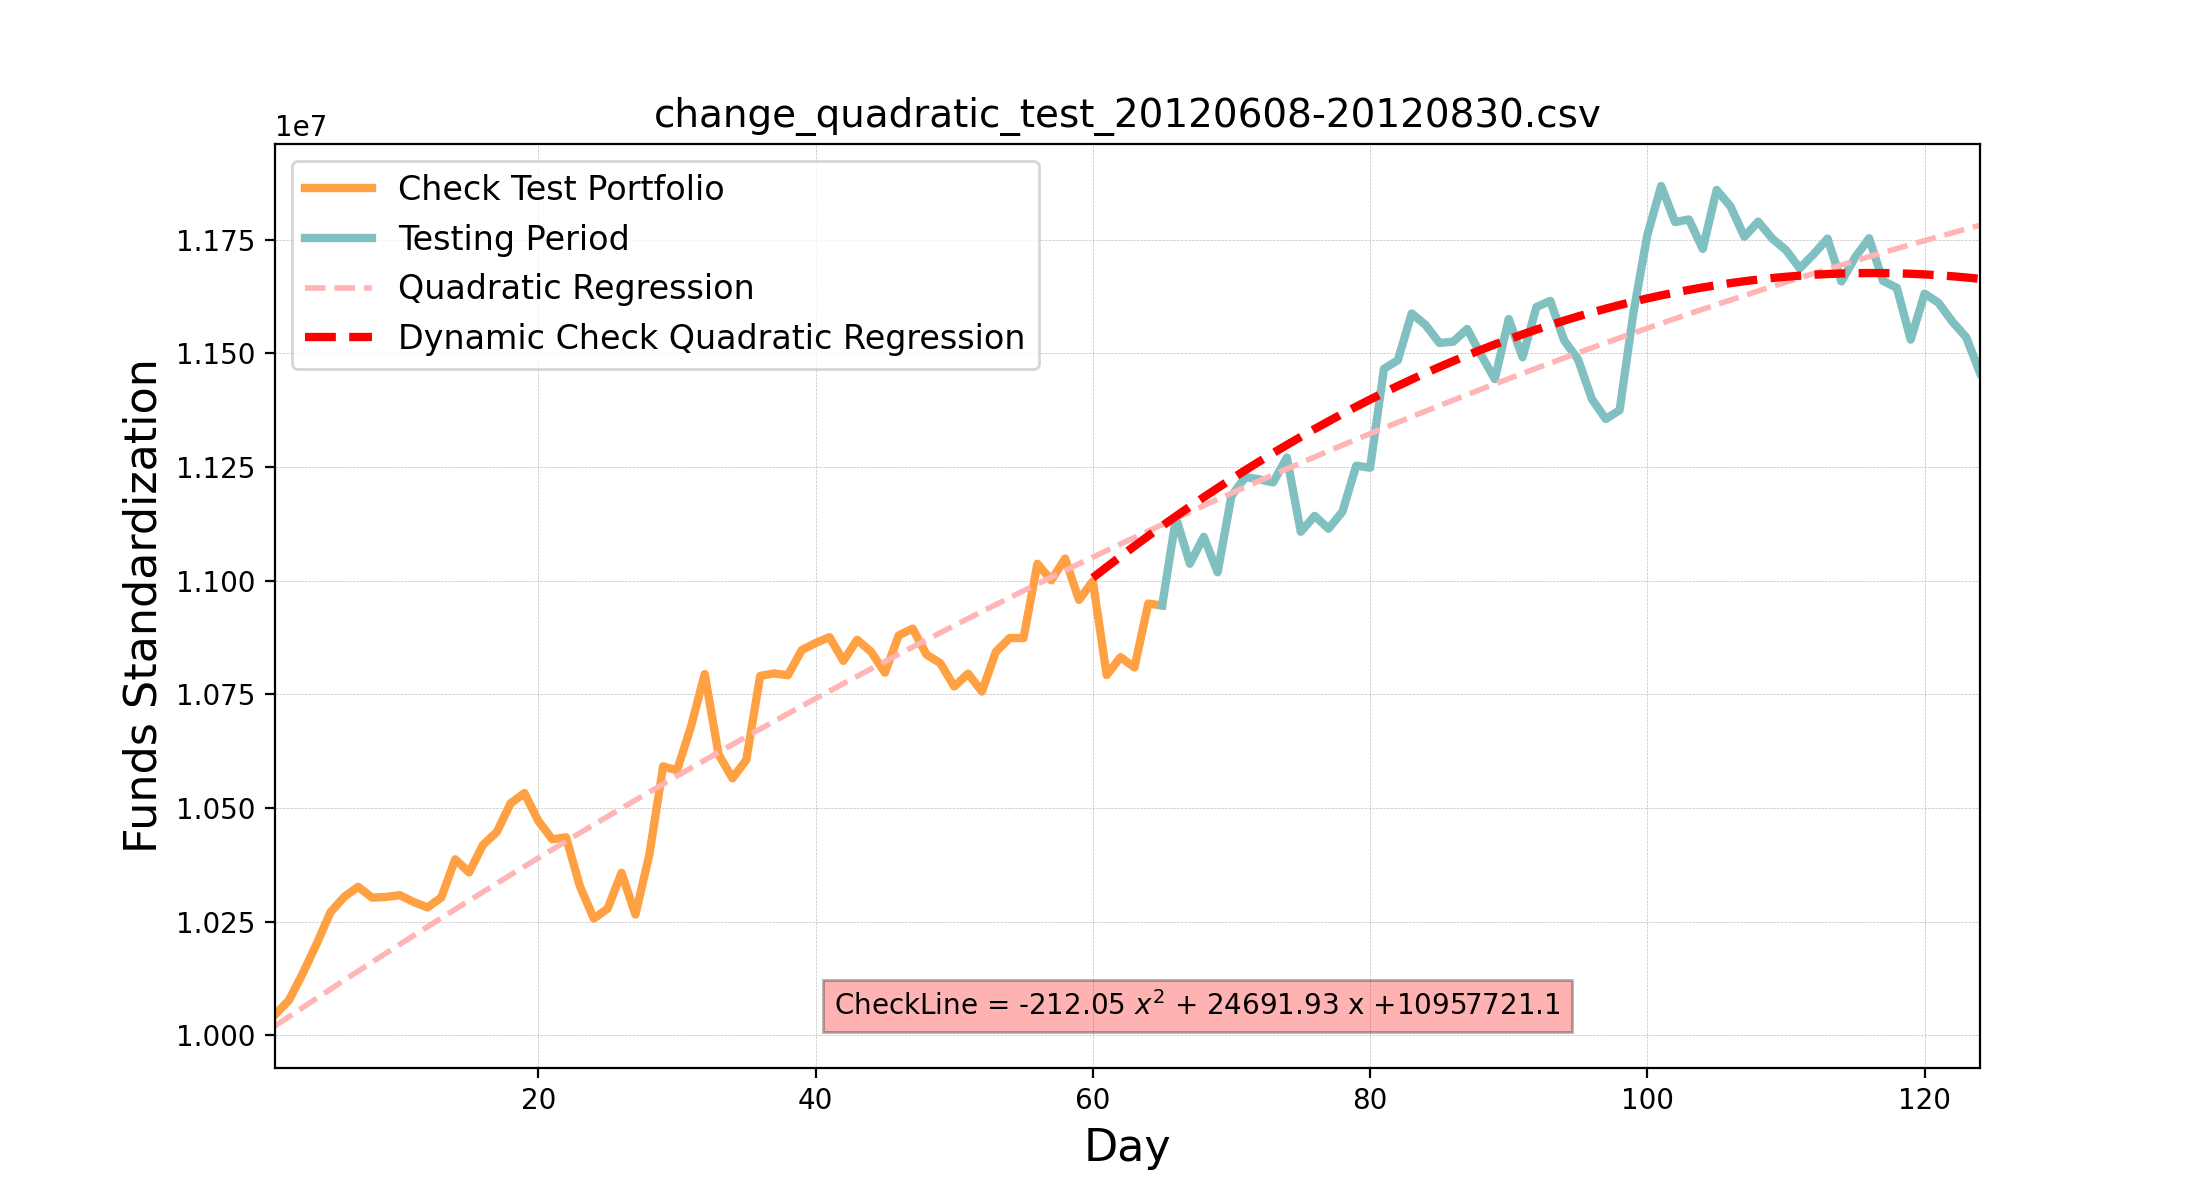 change_quadratic_test_20120608-20120830.csv
1e7
Check Test Portfolio
Testing Period
Quadratic Regression
Dynamic Check Quadratic Regression
Funds Standardization
1.175
1.150
1.125
1.100
1.075
1.050
1.025
1.000
CheckLine = -212.05 x² + 24691.93 x +10957721.1
20 40 60 80 100 120
Day